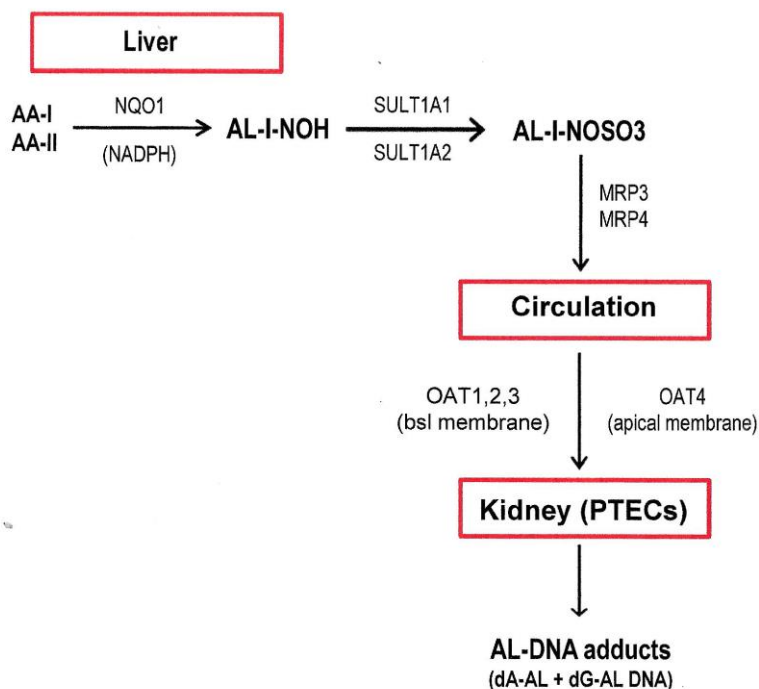 Liver
AA-I
AA-II
NQO1
(NADPH)
AL-I-NOH
SULT1A1
SULT1A2
AL-I-NOSO3
MRP3
MRP4
Circulation
OAT1,2,3
(bsl membrane)
OAT4
(apical membrane)
Kidney (PTECs)
AL-DNA adducts
(dA-AL + dG-AL DNA)